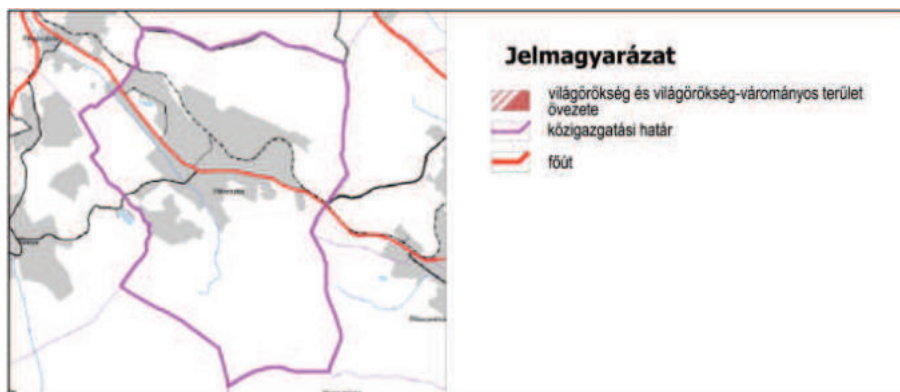 Jelmagyarázat
világörökség és világörökség-várományos terület
övezete
közigazgatási határ
főút